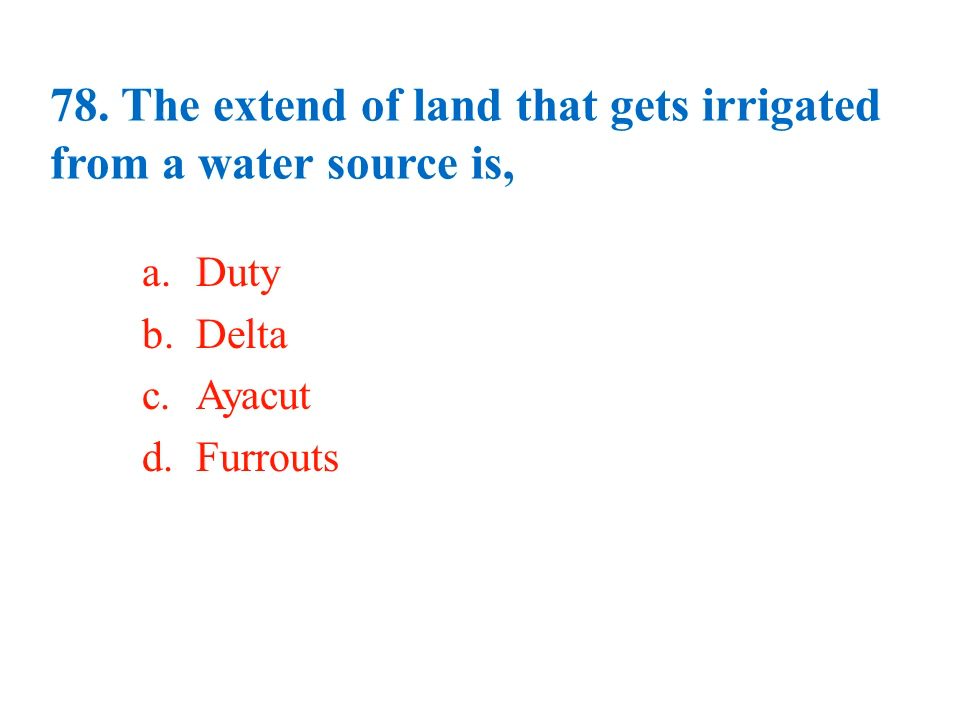 78. The extend of land that gets irrigated
from a water source is,
a. Duty
b. Delta
c. Ayacut
d. Furrouts